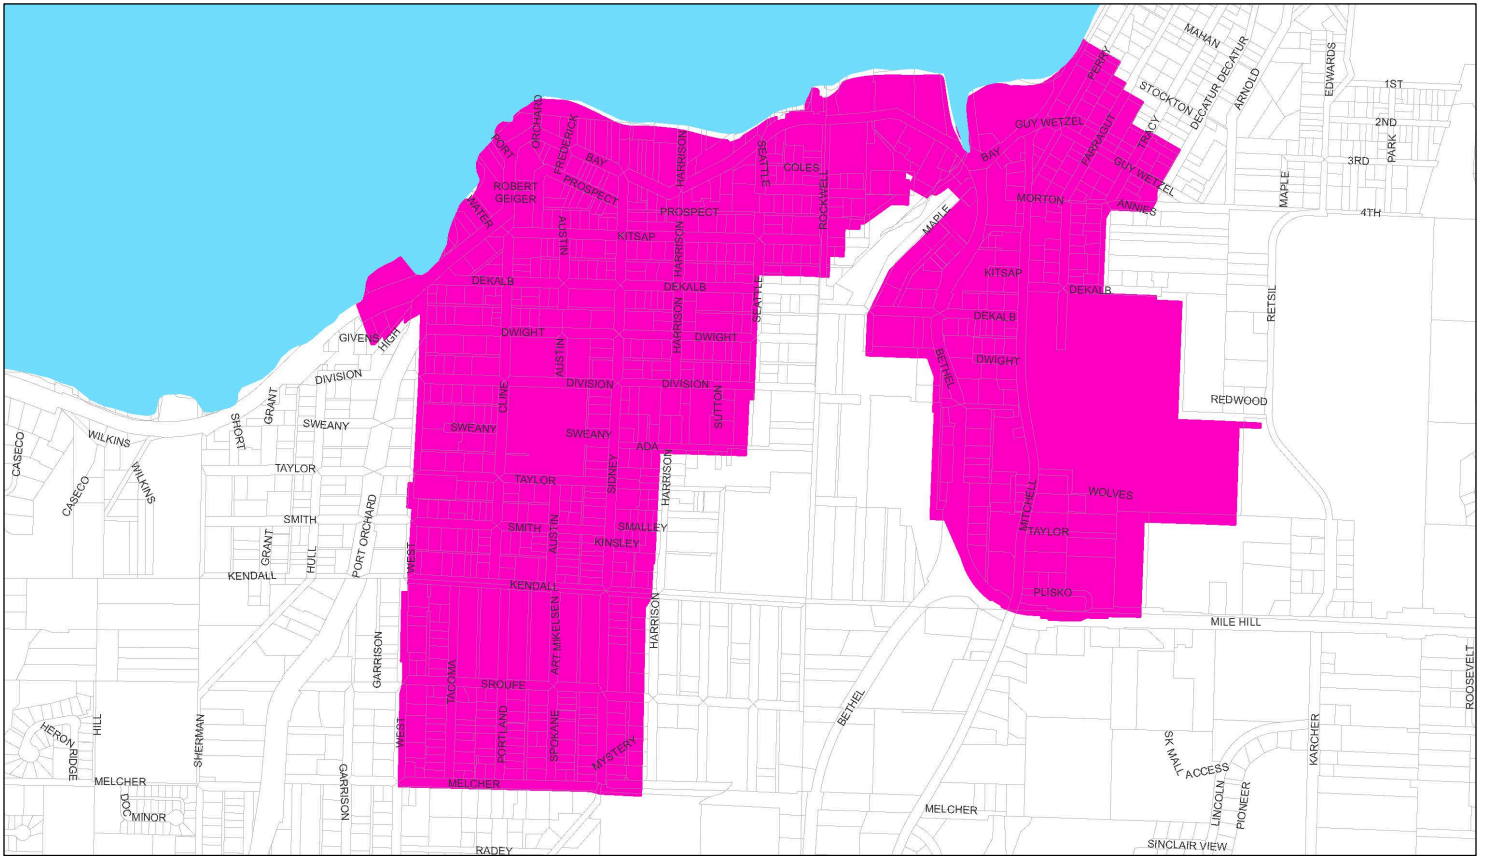 MAHAN
PERRY
EDWARDS
DECATUR
DECATUR
ARNOLD
1ST
STOCKTON
ORCHARD
FREDERICK
GUY WETZEL
2ND
FARRAGUT
TRACY
PARK
PORT
BAY
HARRISON
SEATTLE
BAY
3RD
COLES
GUY WETZEL
ROBERT
GEIGER
PROSPECT
ROCKWELL
MORTON
MAPLE
ANNIES
4TH
WATER
PROSPECT
MAPLE
AUSTIN
KITSAP
HARRISON
KITSAP
DEKALB
DEKALB
DEKALB
SEATTLE
RETSIL
DEKALB
GIVENS
HIGH
DWIGHT
HARRISON
DWIGHT
AUSTIN
DWIGHT
BETHEL
DIVISION
DIVISION
DIVISION
CLINE
SUTTON
REDWOOD
GRANT
SHORT
SWEANY
SWEANY
SWEANY
WILKINS
ADA
CASECO
TAYLOR
TAYLOR
SIDNEY
HARRISON
CASECO
WILKINS
WOLVES
MITCHELL
SMITH
SMITH
AUSTIN
SMALLEY
TAYLOR
PORT ORCHARD
GRANT
HULL
WEST
KINSLEY
KENDALL
KENDALL
PLISKO
MILE HILL
ART MIKELSEN
HARRISON
GARRISON
TACOMA
SROUFE
ROOSEVELT
BETHEL
HERON
RIDGE
HILL
SHERMAN
WEST
PORTLAND
SPOKANE
MYSTERY
SK MALL
KARCHER
MELCHER
GARRISON
MELCHER
ACCESS
DOC
MINOR
MELCHER
LINCOLN
PIONEER
RADEY
SINCLAIR VIEW